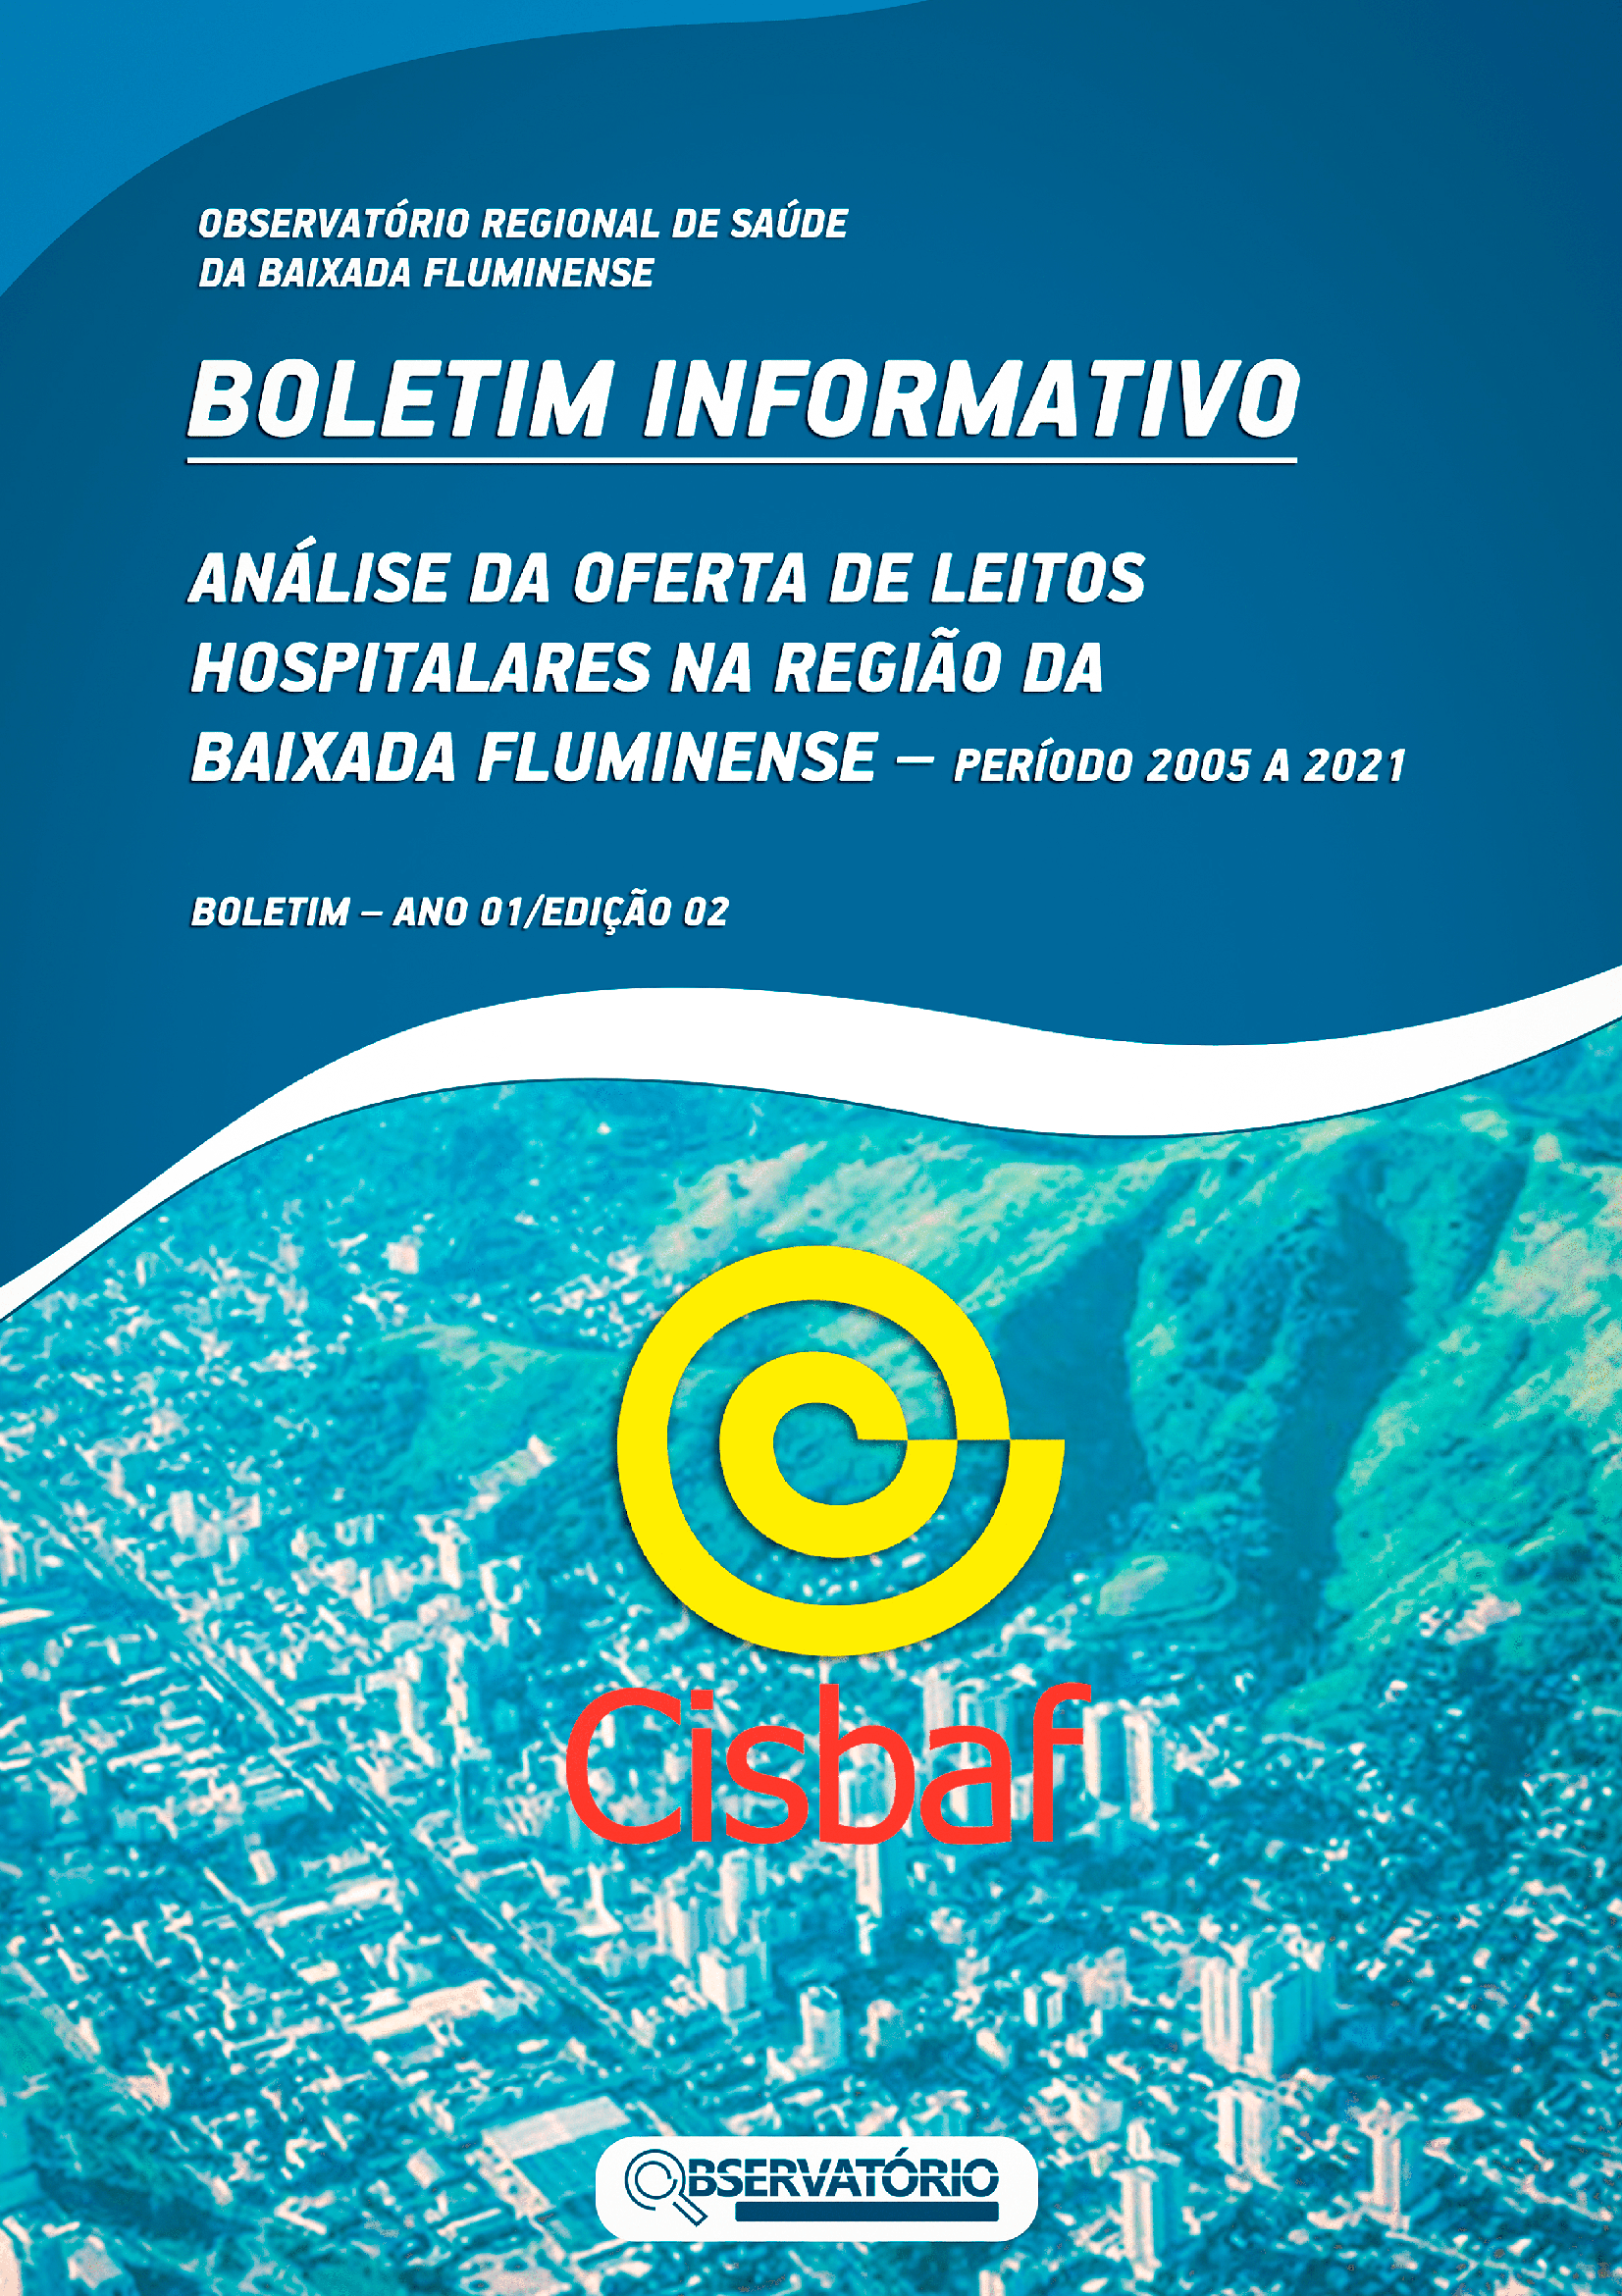 OBSERVATÓRIO REGIONAL DE SAÚDE
DA BAIXADA FLUMINENSE
BOLETIM INFORMATIVO
ANÁLISE DA OFERTA DE LEITOS
HOSPITALARES NA REGIÃO DA
BAIXADA FLUMINENSE – PERÍODO 2005 A 2021
BOLETIM – ANO 01/EDIÇÃO 02
Cisbaf
OBSERVATÓRIO